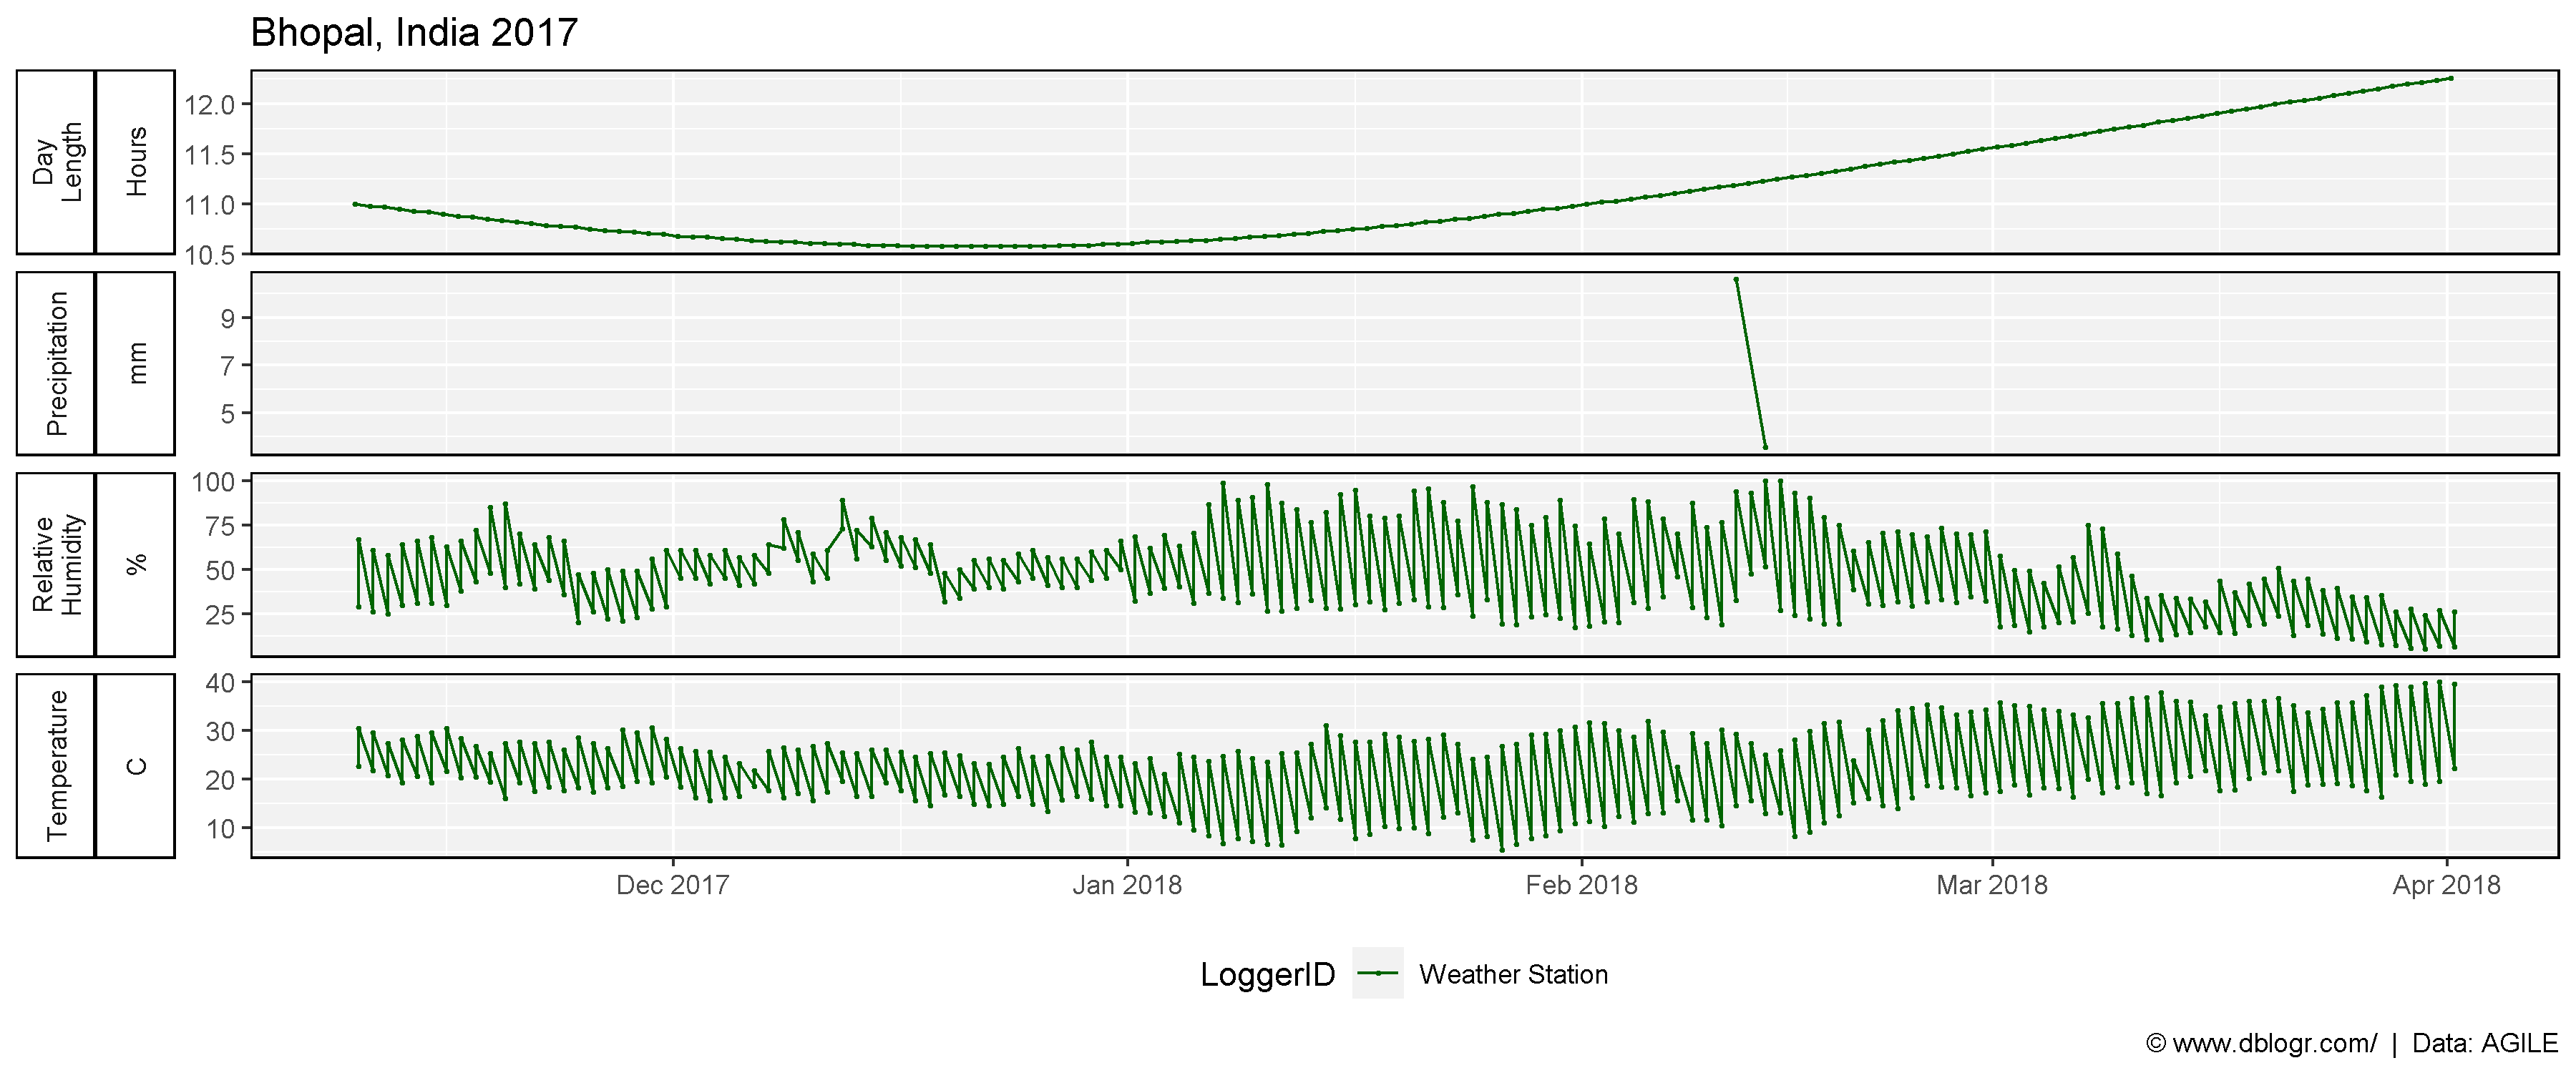 Bhopal, India 2017
Day
Length
Hours
12.0
11.5
11.0
10.5
Precipitation
mm
9
7
5
Relative
Humidity
%
100
75
50
25
Temperature
C
40
30
20
10
Dec 2017
Jan 2018
Feb 2018
Mar 2018
Apr 2018
LoggerID
Weather Station
© www.dblogr.com/ | Data: AGILE